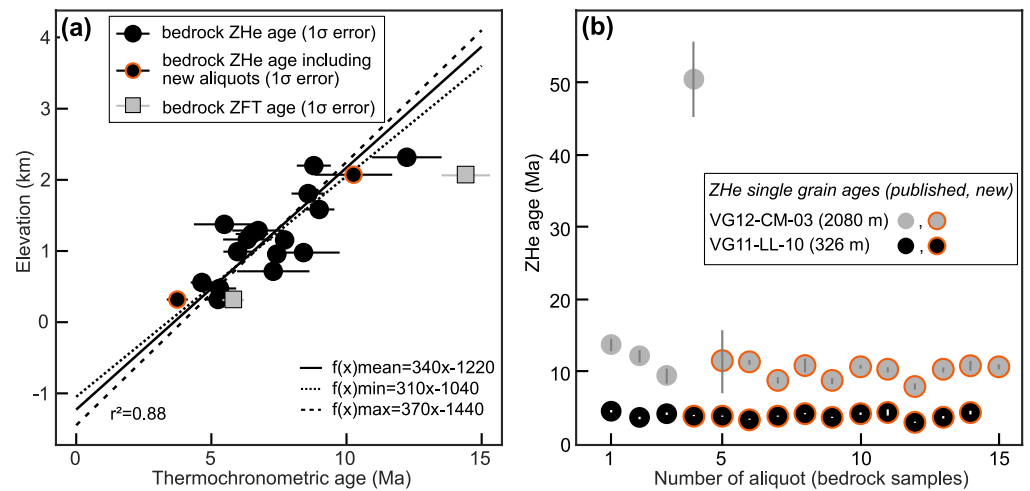 (a)
bedrock ZHe age (1σ error)
bedrock ZHe age including
new aliquots (1σ error)
bedrock ZFT age (1σ error)
Elevation (km)
4
3
2
1
0
-1
r²=0.88
f(x)mean=340x-1220
f(x)min=310x-1040
f(x)max=370x-1440
0
5
10
15
Thermochronometric age (Ma)
(b)
ZHe age (Ma)
50
40
30
20
10
0
ZHe single grain ages (published, new)
VG12-CM-03 (2080 m) ,
VG11-LL-10 (326 m) ,
1
5
10
15
Number of aliquot (bedrock samples)